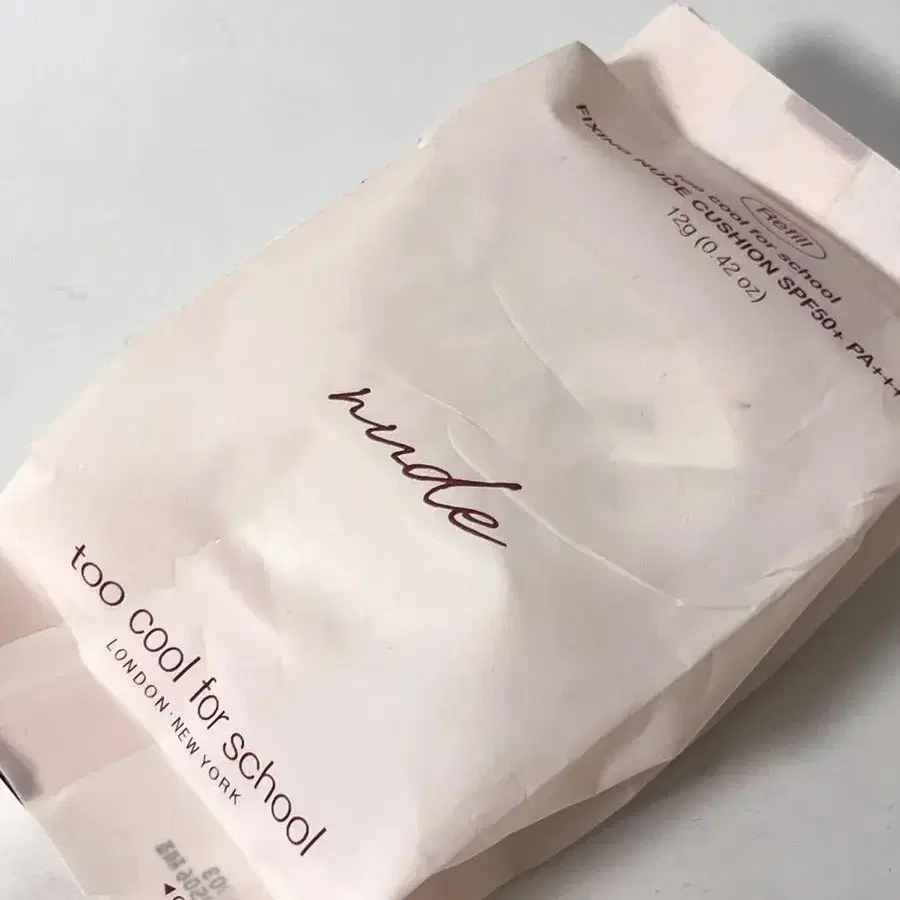 Refill
too cool for school
FIXING NUDE CUSHION SPF50+ PA+++
12g (0.42 oz)
nude
too cool for school
LONDON · NEW YORK